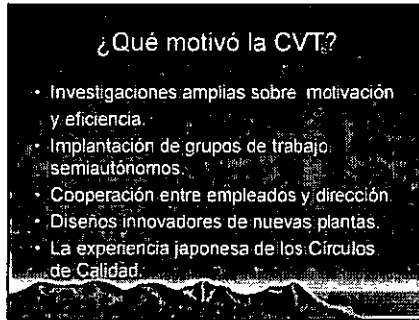 ¿Qué motivó la CVT?
• Investigaciones amplias sobre motivación
y eficiencia.
• Implantación de grupos de trabajo
semiautónomos.
• Cooperación entre empleados y dirección.
• Diseños innovadores de nuevas plantas.
• La experiencia japonesa de los Círculos
de Calidad.